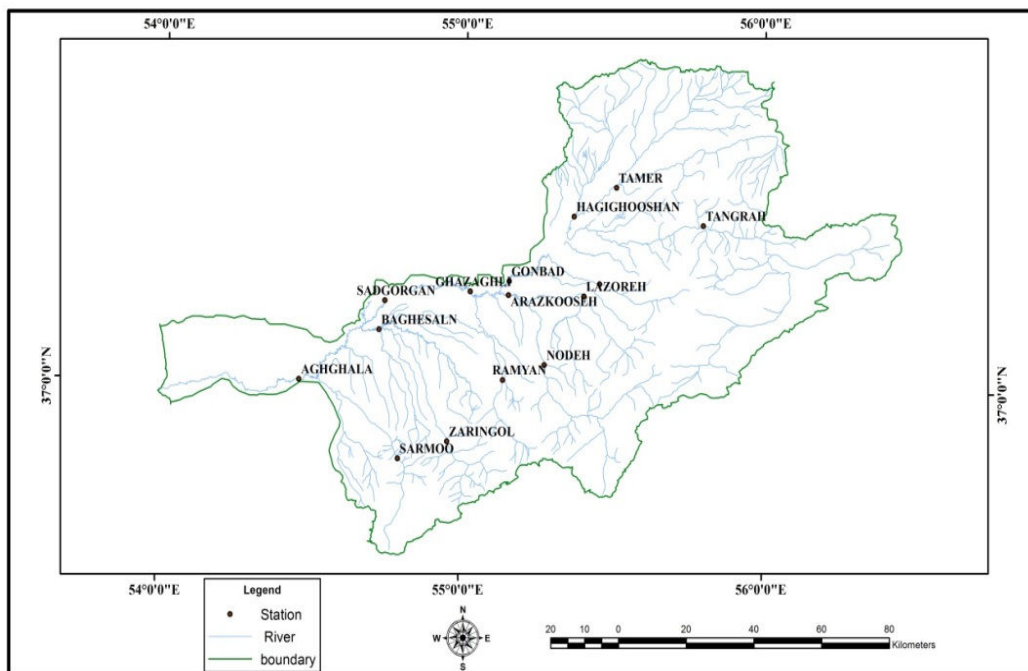 54°0'0"E 55°0'0"E 56°0'0"E
TAMER
HAGIGHOOSHAN
TANGRAH
GONBAD
GHAZAGHLI
LAZOREH
SADGORGAN
ARAZKOOSEH
BAGHESALN
NODEH
AGHGHALA
RAMYAN
37°0'0"N 37°0'0"N
ZARINGOL
SARMOO
54°0'0"E 55°0'0"E 56°0'0"E
Legend
Station
River
boundary
N
W E
S
20 10 0 20 40 60 80
Kilometers